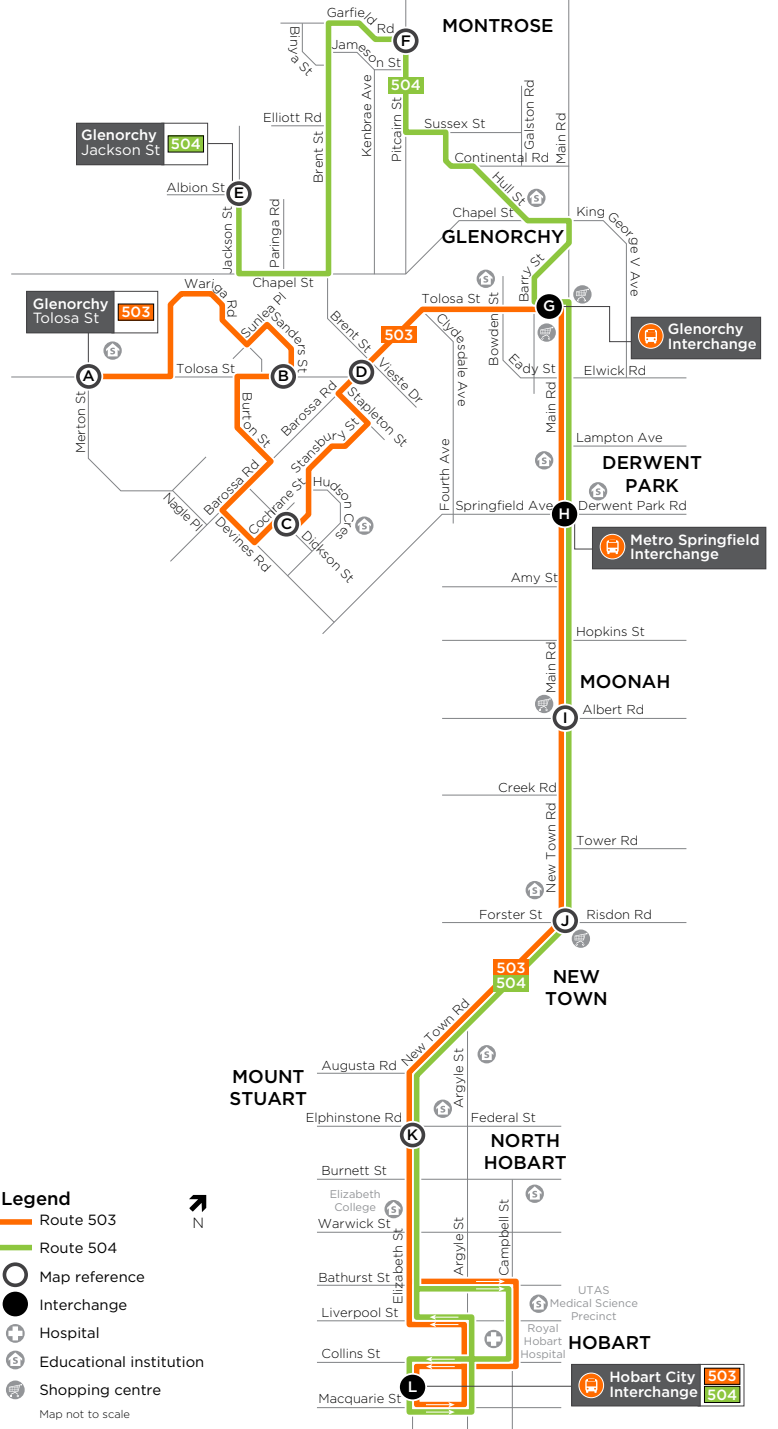 Garfield Rd
MONTROSE
F
Binya St
Jameson St
504
Kenbrae Ave
Pitcairn St
Galston Rd
Main Rd
Elliott Rd
Brent St
Sussex St
Glenorchy
Jackson St
504
Continental Rd
Hull St
Albion St
E
Jackson St
Paringa Rd
Chapel St
King George V Ave
GLENORCHY
Barry St
Chapel St
Wariga Rd
Glenorchy
Tolosa St
503
Sunlea Pl
Sanders St
Brent St
503
Tolosa St
G
Glenorchy
Interchange
Clydesdale Ave
Bowden St
Eady St
Elwick Rd
A
Tolosa St
B
D
Vieste Dr
Merton St
Burton St
Barossa Rd
Stapleton St
Main Rd
Stansbury St
Lampton Ave
DERWENT
PARK
Fourth Ave
Barossa Rd
Cochrane St
Hudson Cres
Nagle Pl
Devines Rd
C
Dickson St
Springfield Ave
H
Derwent Park Rd
Metro Springfield
Interchange
Amy St
Hopkins St
Main Rd
MOONAH
I
Albert Rd
Creek Rd
New Town Rd
Tower Rd
Forster St
J
Risdon Rd
503
504
NEW
TOWN
New Town Rd
Argyle St
Augusta Rd
MOUNT
STUART
Elphinstone Rd
Federal St
K
NORTH
HOBART
Burnett St
Elizabeth
College
Warwick St
Elizabeth St
Argyle St
Campbell St
Bathurst St
UTAS
Medical Science
Precinct
Liverpool St
Royal
Hobart
Hospital
HOBART
Collins St
L
Macquarie St
Hobart City
Interchange
503
504
Legend
N
Route 503
Route 504
Map reference
Interchange
Hospital
Educational institution
Shopping centre
Map not to scale